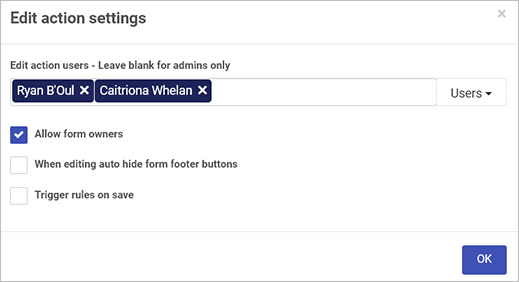 Edit action settings
Edit action users - Leave blank for admins only
Ryan B'Oul Caitriona Whelan Users
Allow form owners
When editing auto hide form footer buttons
Trigger rules on save
OK